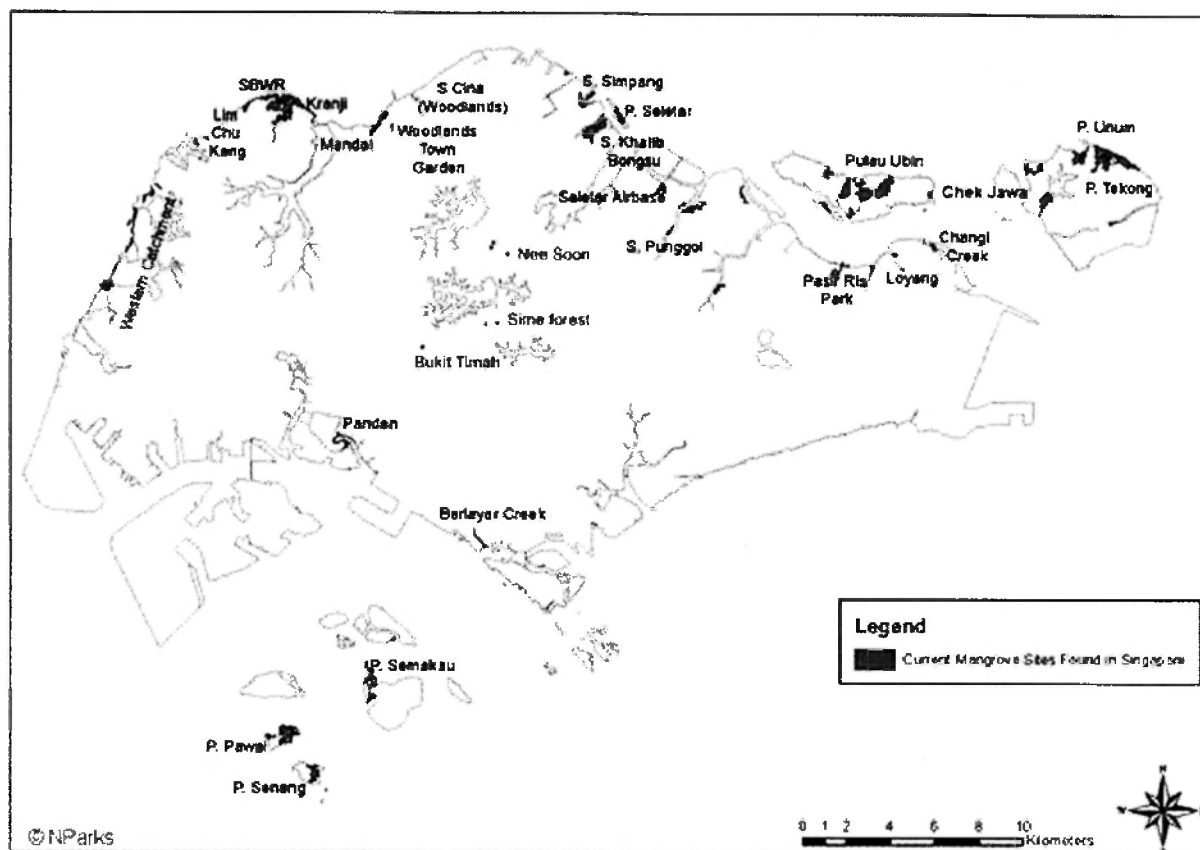 SBWR
Kranji
Lim
Chu
Kang
Mandai
S.Cina
(Woodlands)
Woodlands
Town
Garden
S. Simpang
P. Seletar
S. Khatib
Bongsu
Seletar Airbase
S. Punggol
Pulau Ubin
Chek Jawa
P. Unum
P. Tekong
Changi
Creek
Loyang
Pasir Ris
Park
Western Catchment
Nee Soon
Sime forest
Bukit Timah
Pandan
Berlayar Creek
P. Semakau
P. Pawai
P. Senang
Legend
Current Mangrove Sites Found in Singapore
N
W
0 1 2 4 6 8 10
Kilometers
© NParks